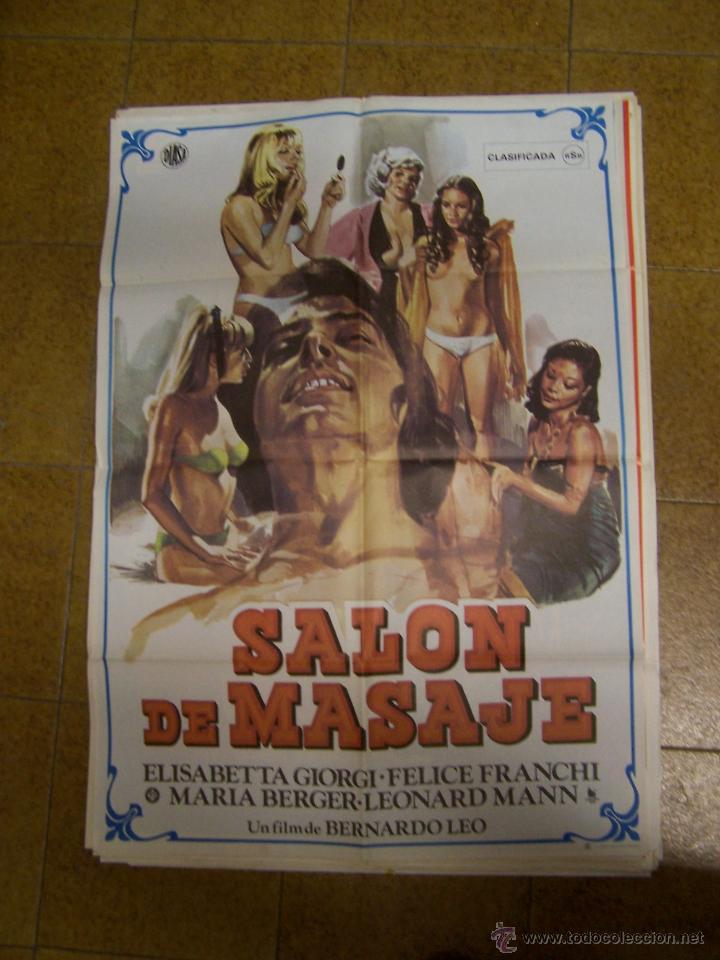 DIASA
CLASIFICADA «S»
SALON
DE MASAJE
ELISABETTA GIORGI·FELICE FRANCHI
MARIA BERGER·LEONARD MANN
Un film de BERNARDO LEO
© www.todocoleccion.net